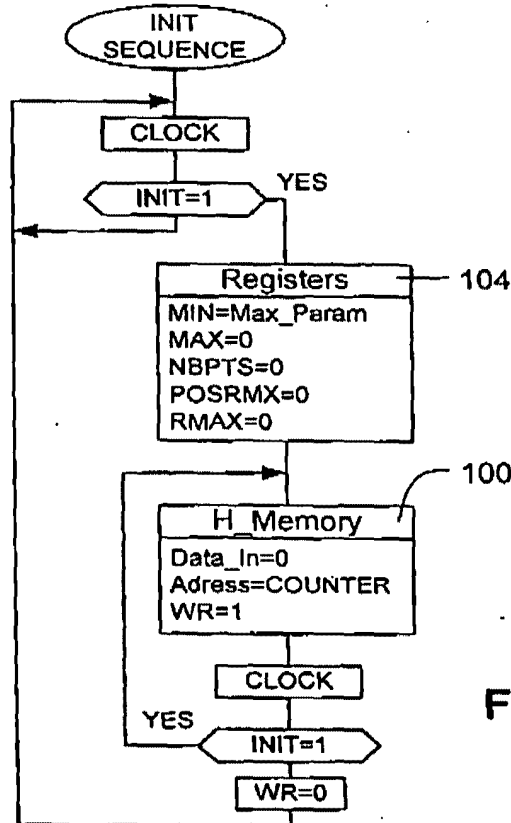 INIT
SEQUENCE
CLOCK
INIT=1
YES
Registers
104
MIN=Max_Param
MAX=0
NBPTS=0
POSRMX=0
RMAX=0
100
H_Memory
Data_In=0
Adress=COUNTER
WR=1
CLOCK
YES
INIT=1
F
WR=0